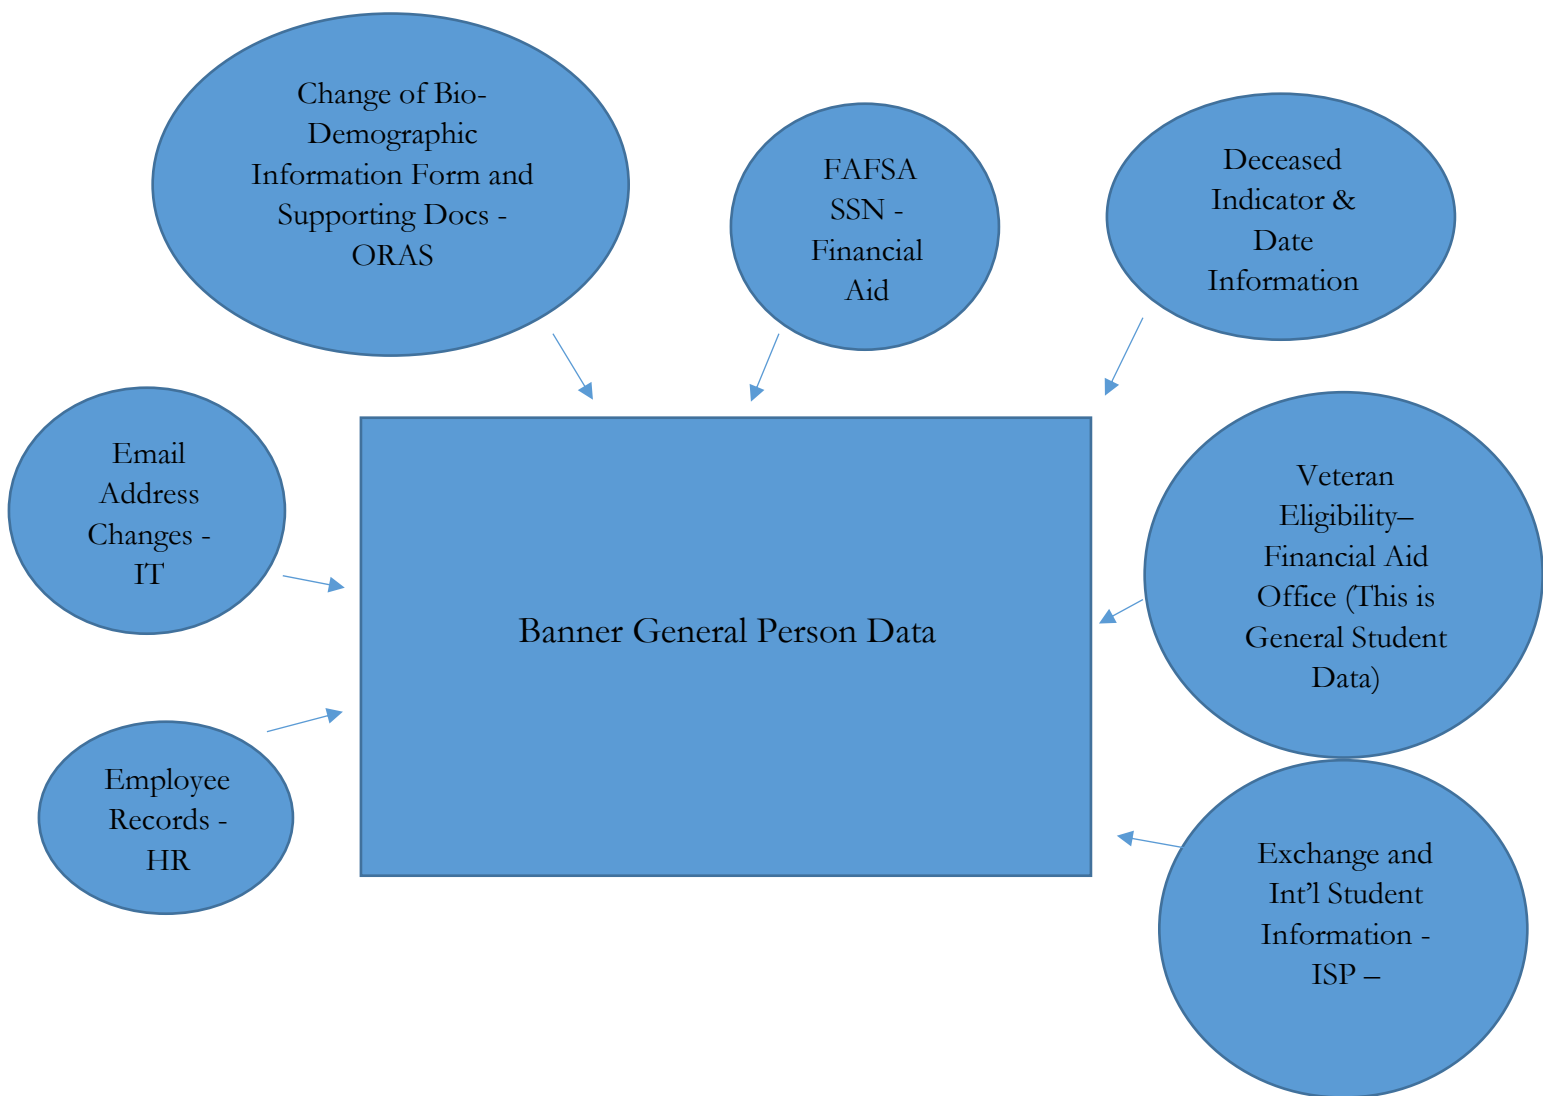 Change of Bio-
Demographic
Information Form and
Supporting Docs -
ORAS
FAFSA
SSN -
Financial
Aid
Deceased
Indicator &
Date
Information
Email
Address
Changes -
IT
Banner General Person Data
Veteran
Eligibility–
Financial Aid
Office (This is
General Student
Data)
Employee
Records -
HR
Exchange and
Int’l Student
Information -
ISP –